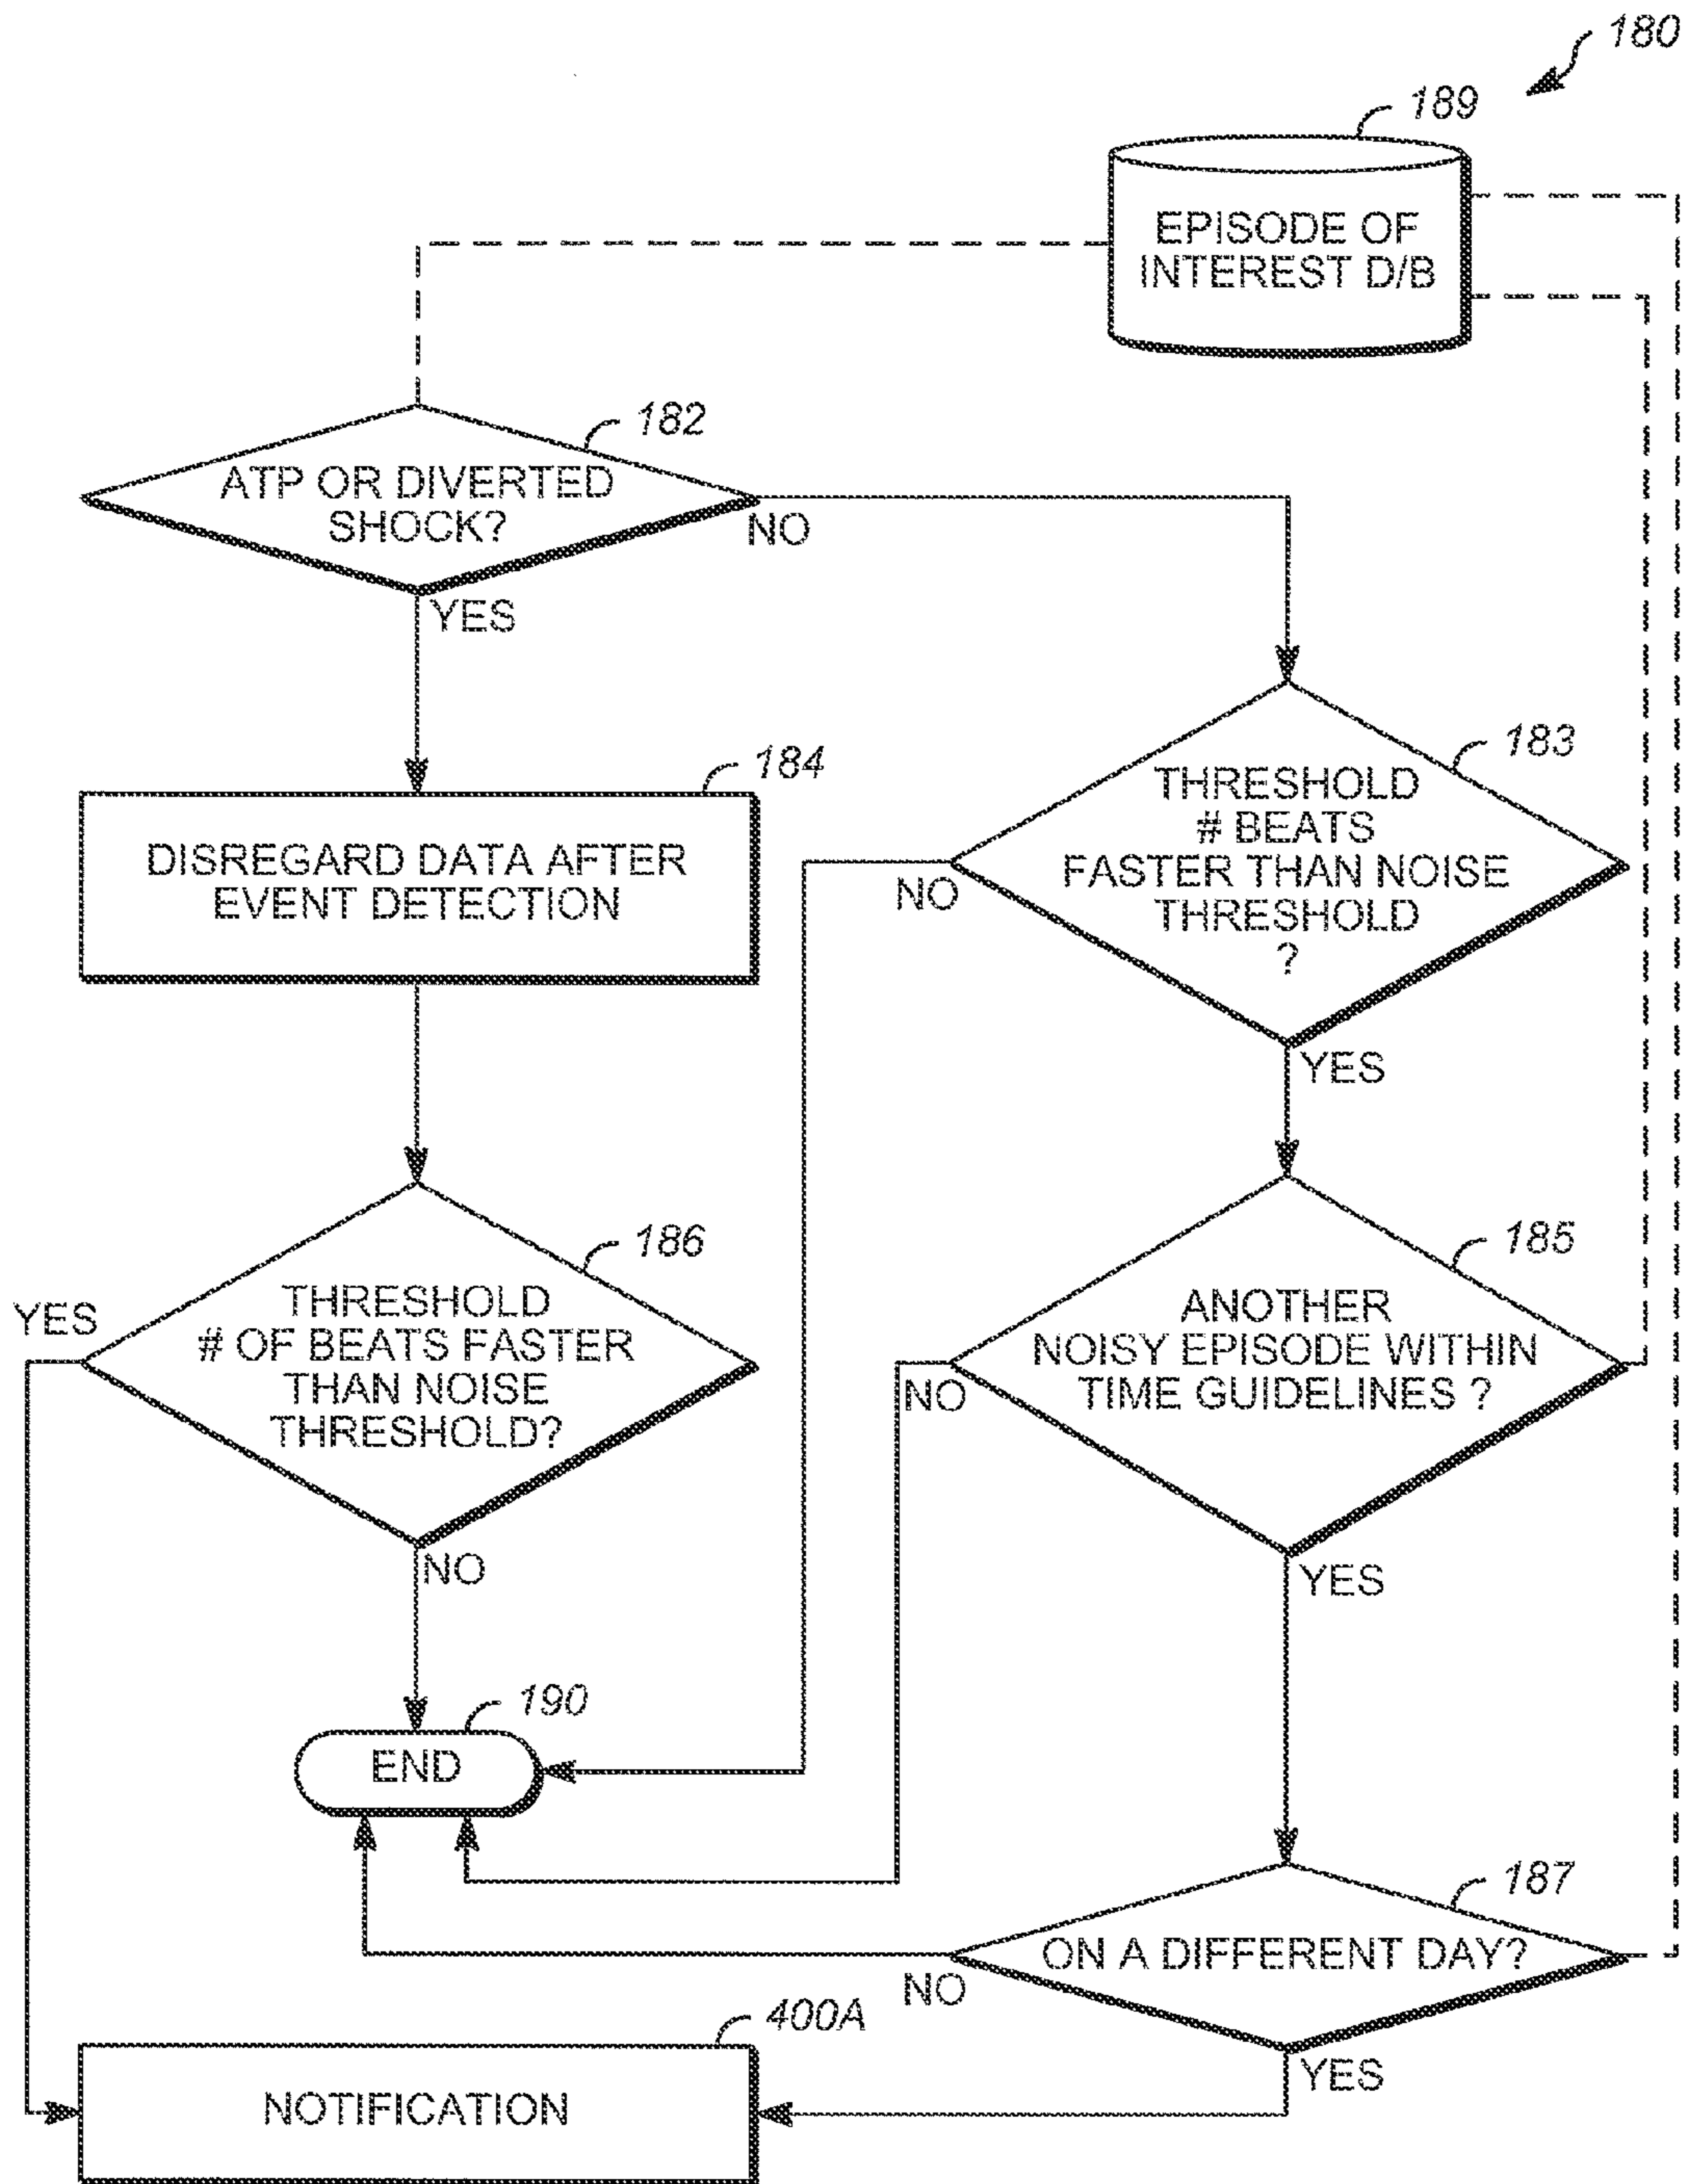 180
189
EPISODE OF
INTEREST D/B
182
ATP OR DIVERTED
SHOCK?
NO
YES
184
DISREGARD DATA AFTER
EVENT DETECTION
183
THRESHOLD
# BEATS
FASTER THAN NOISE
THRESHOLD
?
NO
YES
186
YES
THRESHOLD
# OF BEATS FASTER
THAN NOISE
THRESHOLD?
NO
185
ANOTHER
NOISY EPISODE WITHIN
TIME GUIDELINES ?
NO
YES
190
END
187
ON A DIFFERENT DAY?
NO
YES
400A
NOTIFICATION